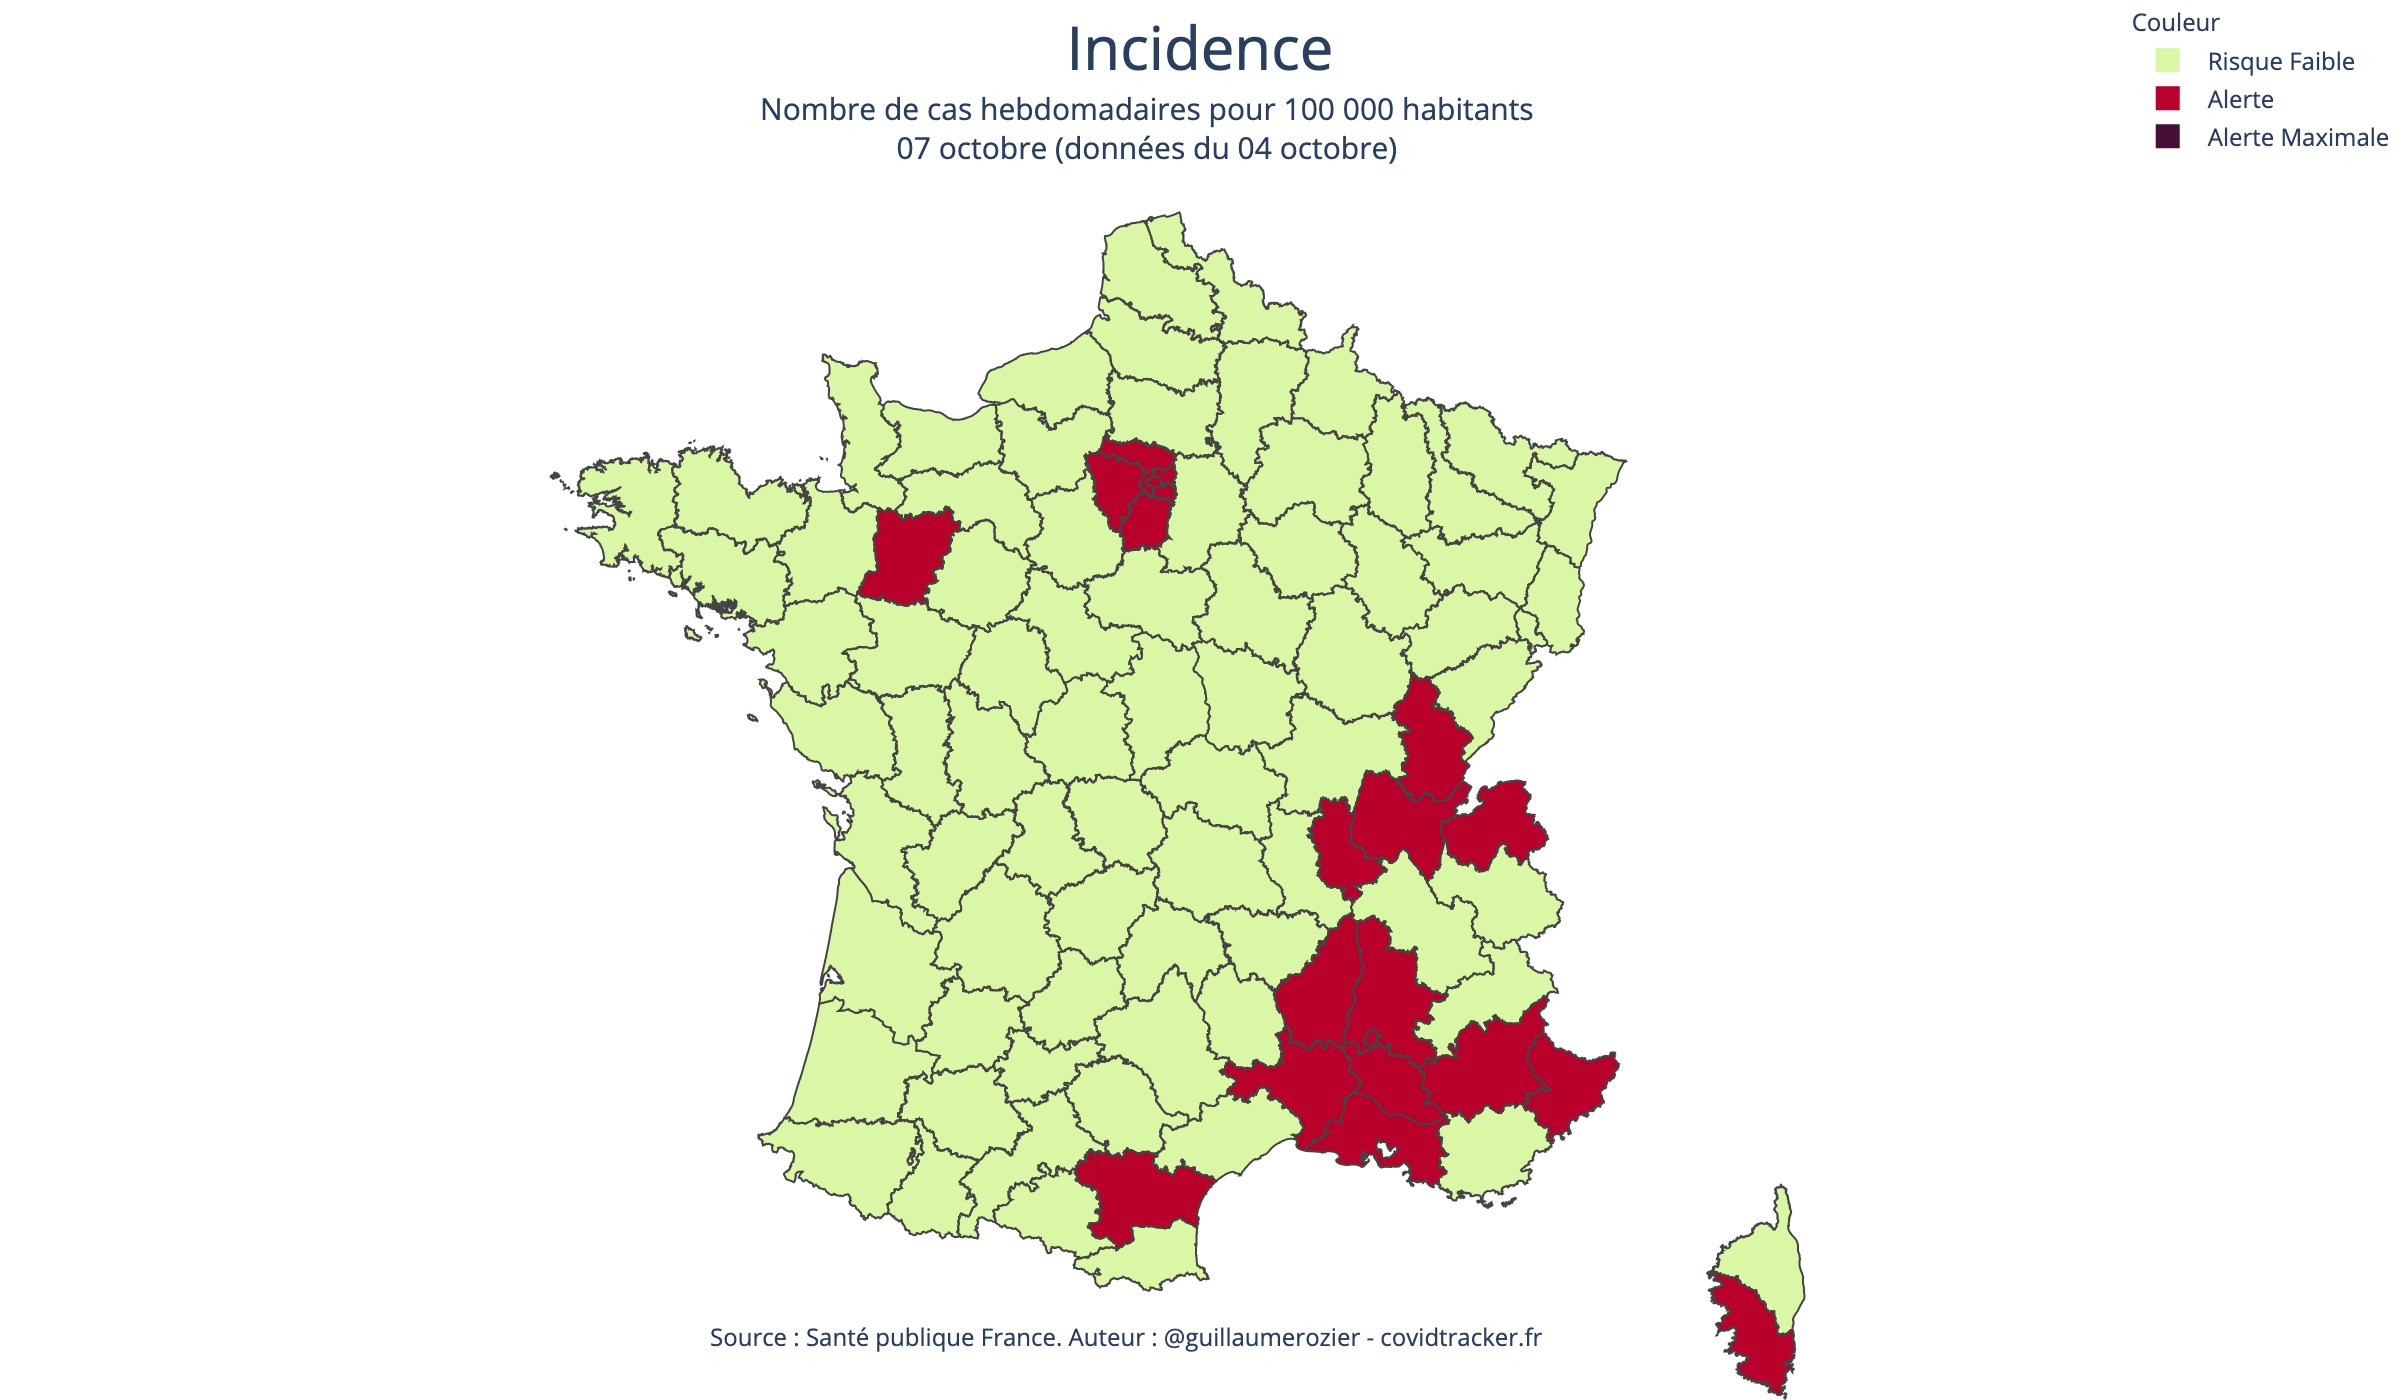 Incidence
Nombre de cas hebdomadaires pour 100 000 habitants
07 octobre (données du 04 octobre)
Couleur
Risque Faible
Alerte
Alerte Maximale
Source : Santé publique France. Auteur : @guillaumerozier - covidtracker.fr